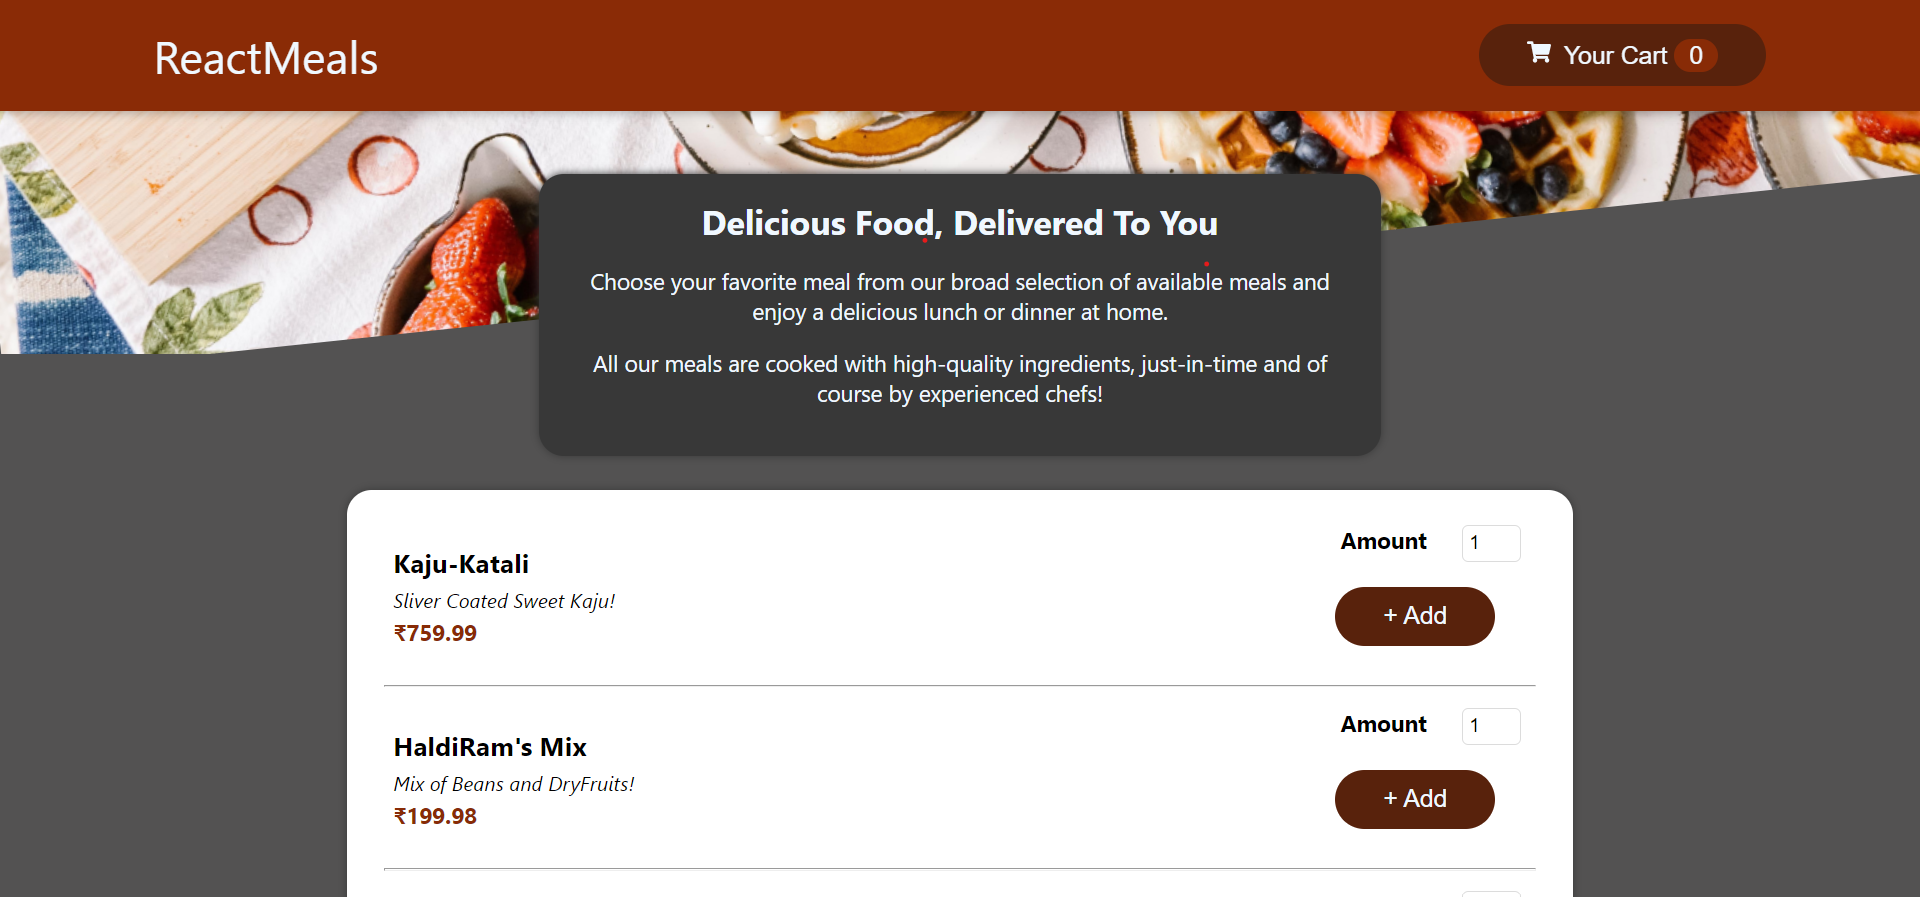 ReactMeals
Your Cart 0
Delicious Food, Delivered To You
Choose your favorite meal from our broad selection of available meals and
enjoy a delicious lunch or dinner at home.
All our meals are cooked with high-quality ingredients, just-in-time and of
course by experienced chefs!
Kaju-Katali
Sliver Coated Sweet Kaju!
₹759.99
Amount 1
+ Add
HaldiRam's Mix
Mix of Beans and DryFruits!
₹199.98
Amount 1
+ Add